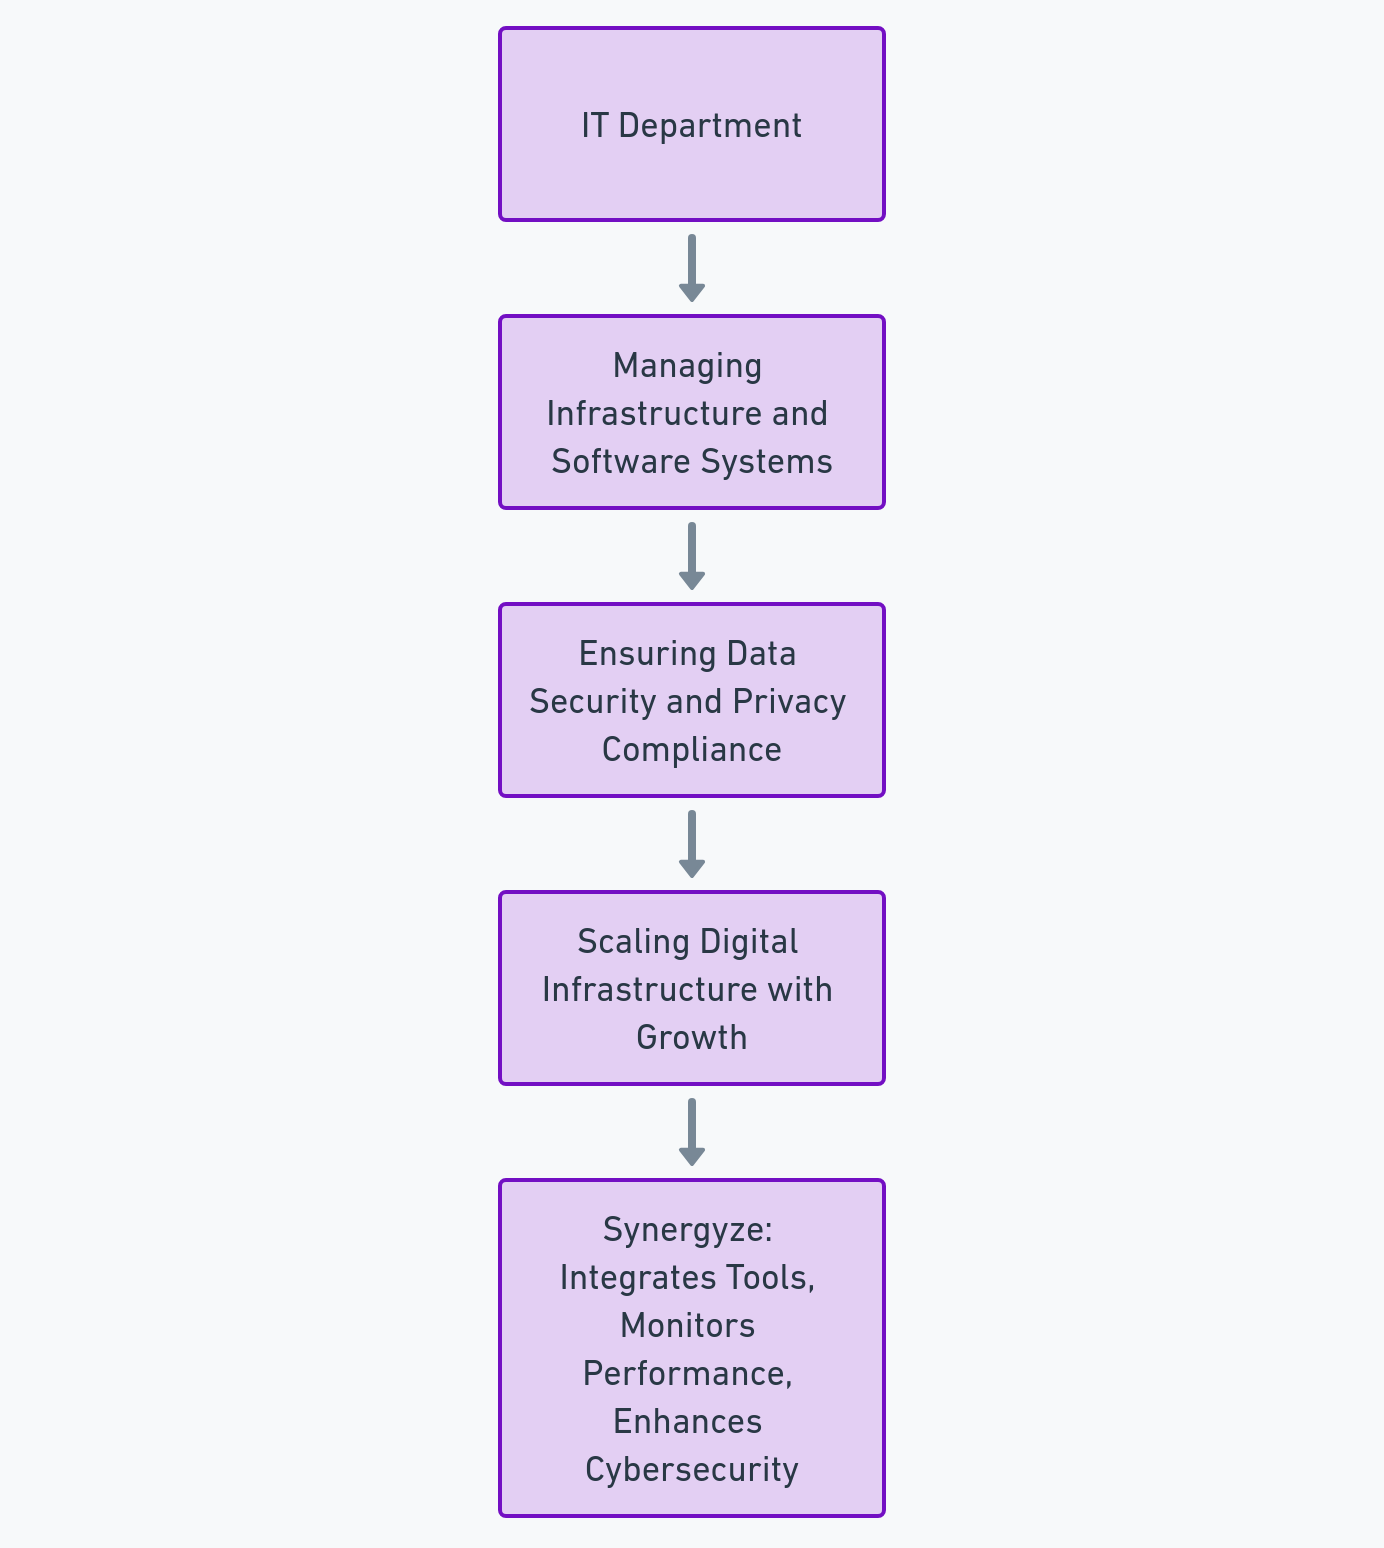 IT Department
Managing
Infrastructure and
Software Systems
Ensuring Data
Security and Privacy
Compliance
Scaling Digital
Infrastructure with
Growth
Synergyze:
Integrates Tools,
Monitors
Performance,
Enhances
Cybersecurity